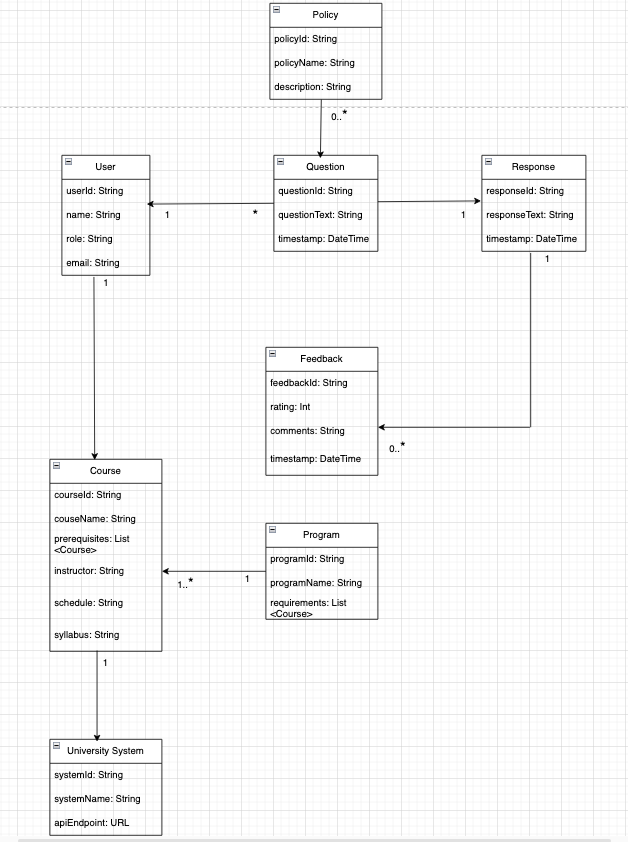 Policy
policyId: String
policyName: String
description: String
0..*
User
userId: String
name: String
role: String
email: String
1
*
Question
questionId: String
questionText: String
timestamp: DateTime
1
Response
responseId: String
responseText: String
timestamp: DateTime
1
1
Feedback
feedbackId: String
rating: Int
comments: String
timestamp: DateTime
0..*
Course
courseId: String
couseName: String
prerequisites: List
<Course>
instructor: String
schedule: String
syllabus: String
1..*
1
Program
programId: String
programName: String
requirements: List
<Course>
1
University System
systemId: String
systemName: String
apiEndpoint: URL